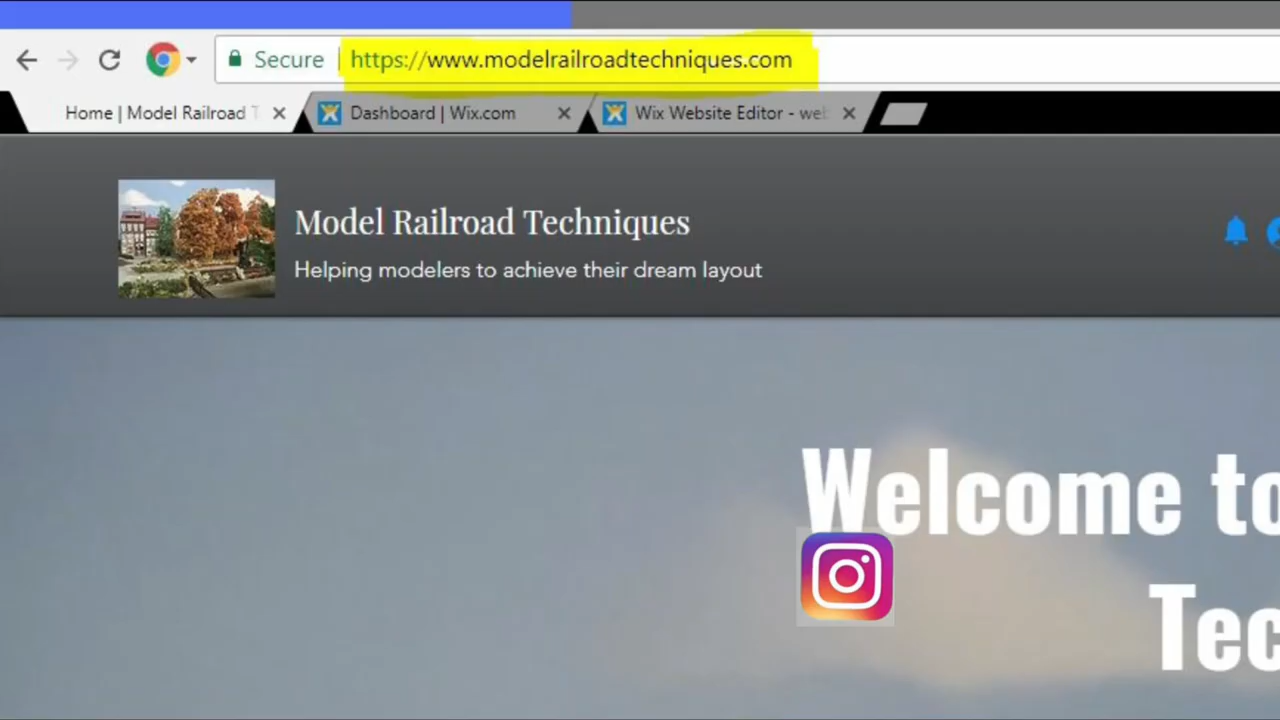 Secure | https://www.modelrailroadtechniques.com
Home | Model Railroad
Dashboard | Wix.com
Wix Website Editor - web
Model Railroad Techniques
Helping modelers to achieve their dream layout
Welcome to
Tec